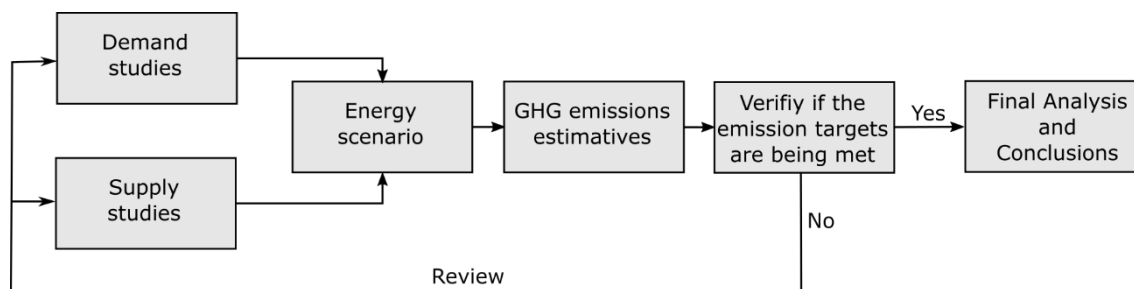 Demand
studies
Supply
studies
Energy
scenario
GHG emissions
estimatives
Verifiy if the
emission targets
are being met
Yes
Final Analysis
and
Conclusions
No
Review